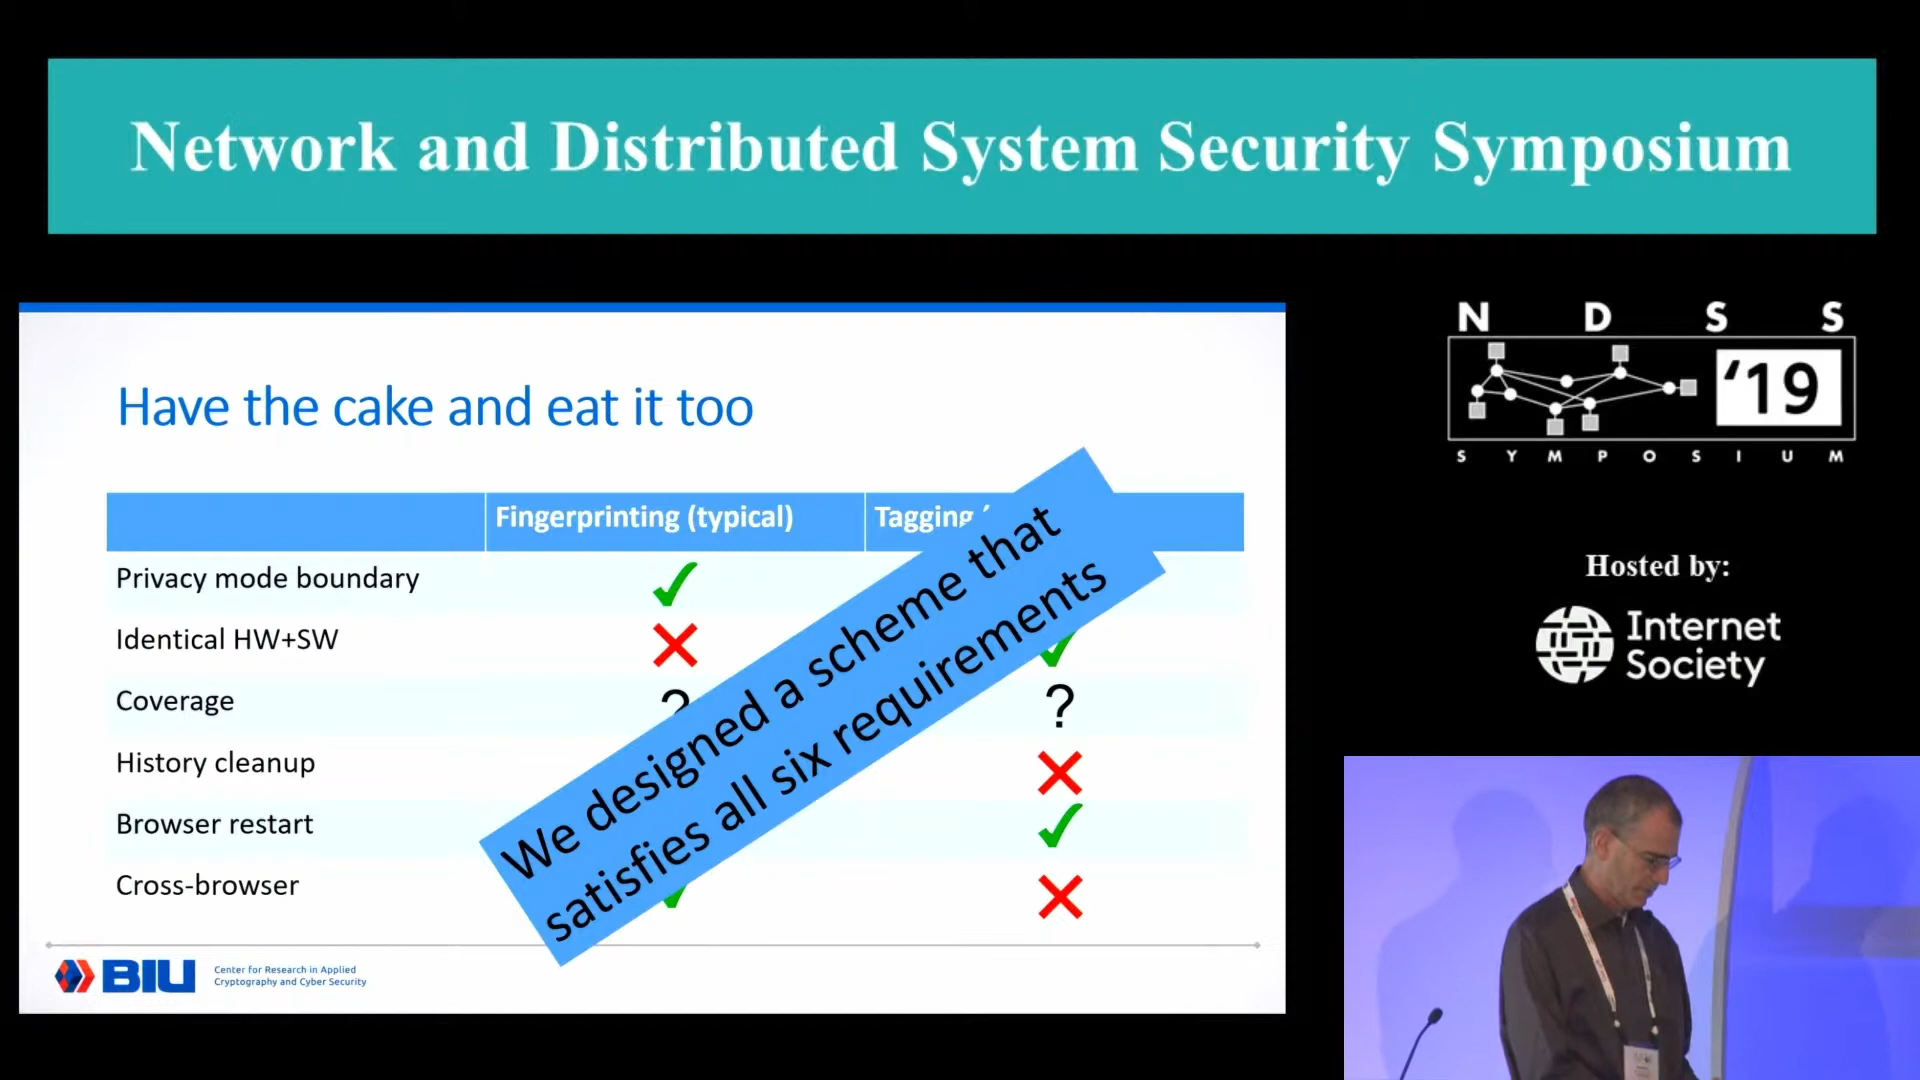 Network and Distributed System Security Symposium
N D S S
'19
S Y M P O S I U M
Hosted by:
Internet
Society
Have the cake and eat it too
Fingerprinting (typical)
Tagging
Privacy mode boundary
Identical HW+SW
Coverage
?
?
History cleanup
Browser restart
Cross-browser
We designed a scheme that
satisfies all six requirements
BIU
Center for Research in Applied
Cryptography and Cyber Security